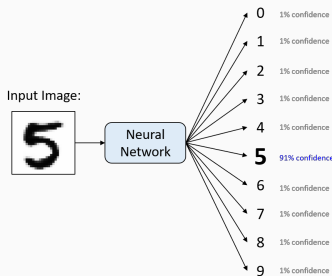 Input Image:
5
Neural
Network
0 1% confidence
1 1% confidence
2 1% confidence
3 1% confidence
4 1% confidence
5 91% confidence
6 1% confidence
7 1% confidence
8 1% confidence
9 1% confidence